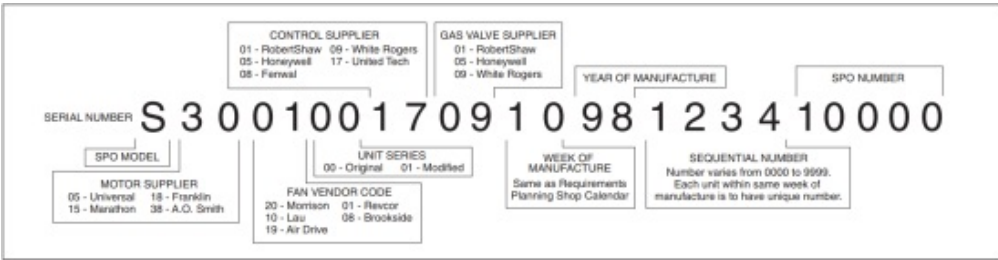 CONTROL SUPPLIER
01 - RobertShaw 09 - White Rogers
05 - Honeywell 17 - United Tech
08 - Fenwal
GAS VALVE SUPPLIER
01 - RobertShaw
05 - Honeywell
09 - White Rogers
YEAR OF MANUFACTURE
SPO NUMBER
SERIAL NUMBER S 3 0 0 1 0 0 1 7 0 9 1 0 9 8 1 2 3 4 1 0 0 0 0
SPO MODEL
MOTOR SUPPLIER
05 - Universal 18 - Franklin
15 - Marathon 38 - A.O. Smith
UNIT SERIES
00 - Original 01 - Modified
FAN VENDOR CODE
20 - Morrison 01 - Revcor
10 - Lau 08 - Brookside
19 - Air Drive
WEEK OF
MANUFACTURE
Same as Requirements
Planning Shop Calendar
SEQUENTIAL NUMBER
Number varies from 0000 to 9999.
Each unit within same week of
manufacture is to have unique number.